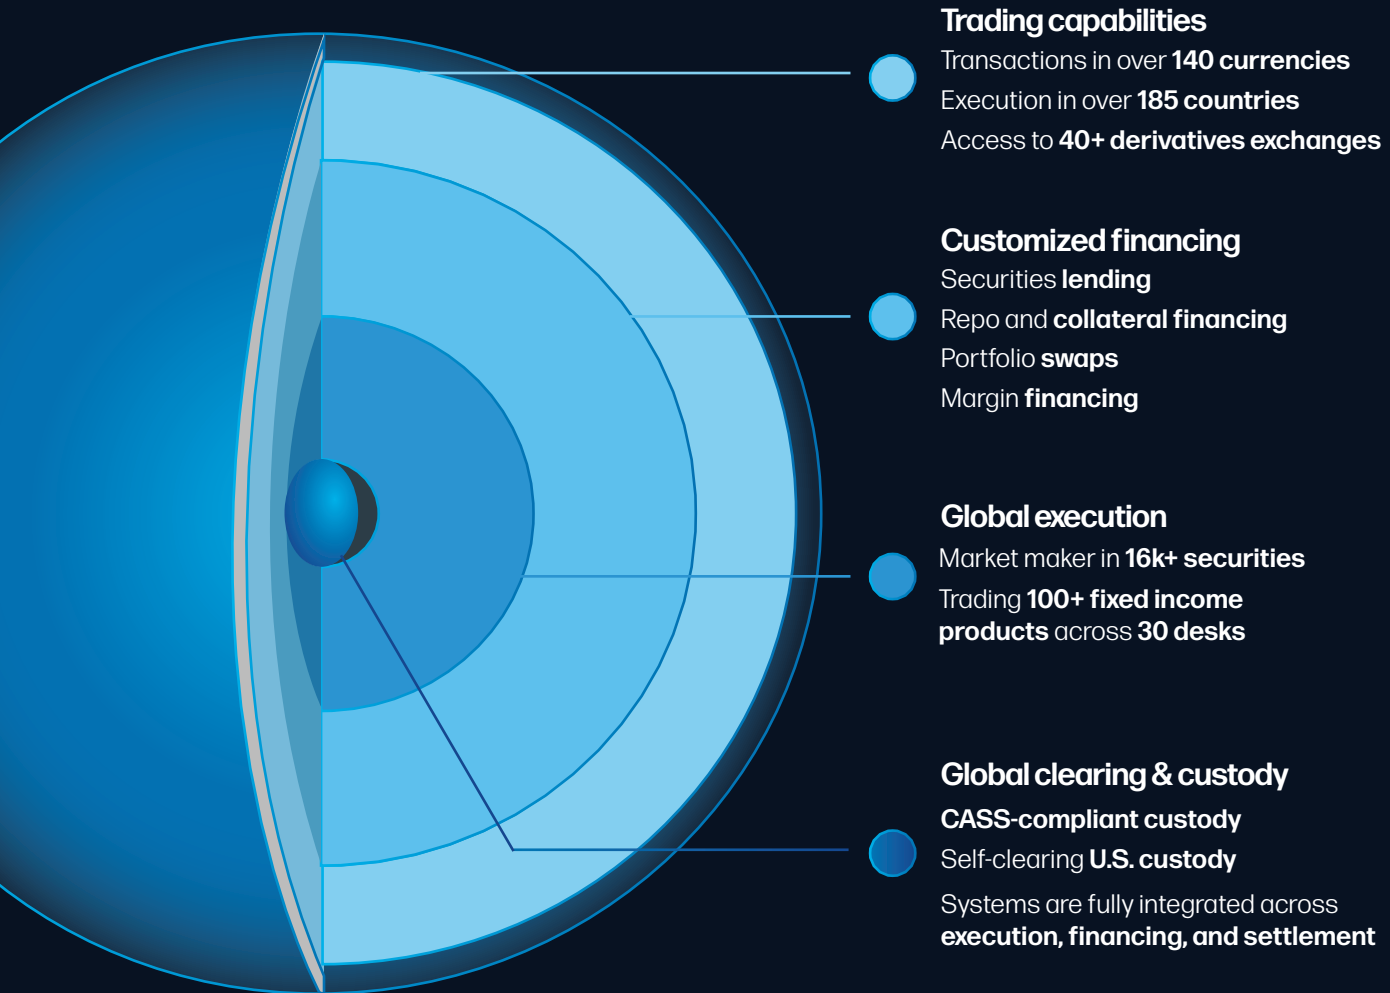 Trading capabilities
Transactions in over 140 currencies
Execution in over 185 countries
Access to 40+ derivatives exchanges
Customized financing
Securities lending
Repo and collateral financing
Portfolio swaps
Margin financing
Global execution
Market maker in 16k+ securities
Trading 100+ fixed income
products across 30 desks
Global clearing & custody
CASS-compliant custody
Self-clearing U.S. custody
Systems are fully integrated across
execution, financing, and settlement